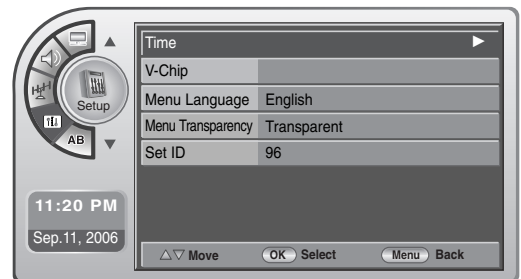 Time
V-Chip
Menu Language English
Menu Transparency Transparent
Set ID 96
Setup
AB
11:20 PM
Sep.11, 2006
△▽ Move OK Select Menu Back